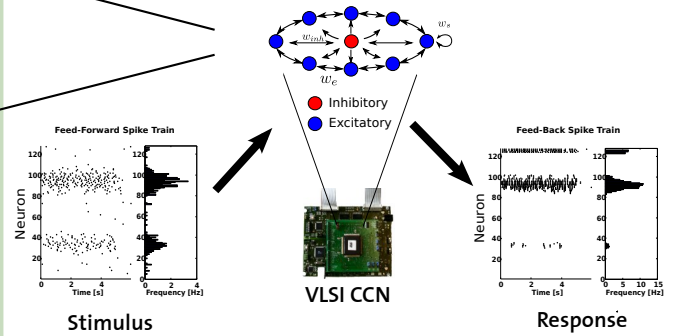 w_s
w_inh
w_e
Inhibitory
Excitatory
Feed-Forward Spike Train
120
100
80
60
40
20
0
Neuron
0 2 4
Time [s]
0 2 4
Frequency [Hz]
Stimulus
VLSI CCN
Feed-Back Spike Train
120
100
80
60
40
20
Neuron
0 2 4
Time [s]
0 5 10 15
Frequency [Hz]
Response